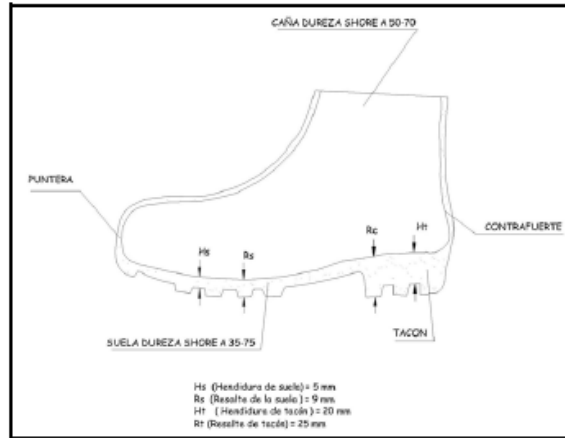 CAÑA DUREZA SHORE A 50-70
PUNTERA
Hs
Rs
Rc
Ht
CONTRAFUERTE
TACON
SUELA DUREZA SHORE A 35-75
Hs (Hendidura de suela) = 5 mm
Rs (Resalte de la suela) = 9 mm
Ht (Hendidura de tacón) = 20 mm
Rt (Resalte de tacón) = 25 mm